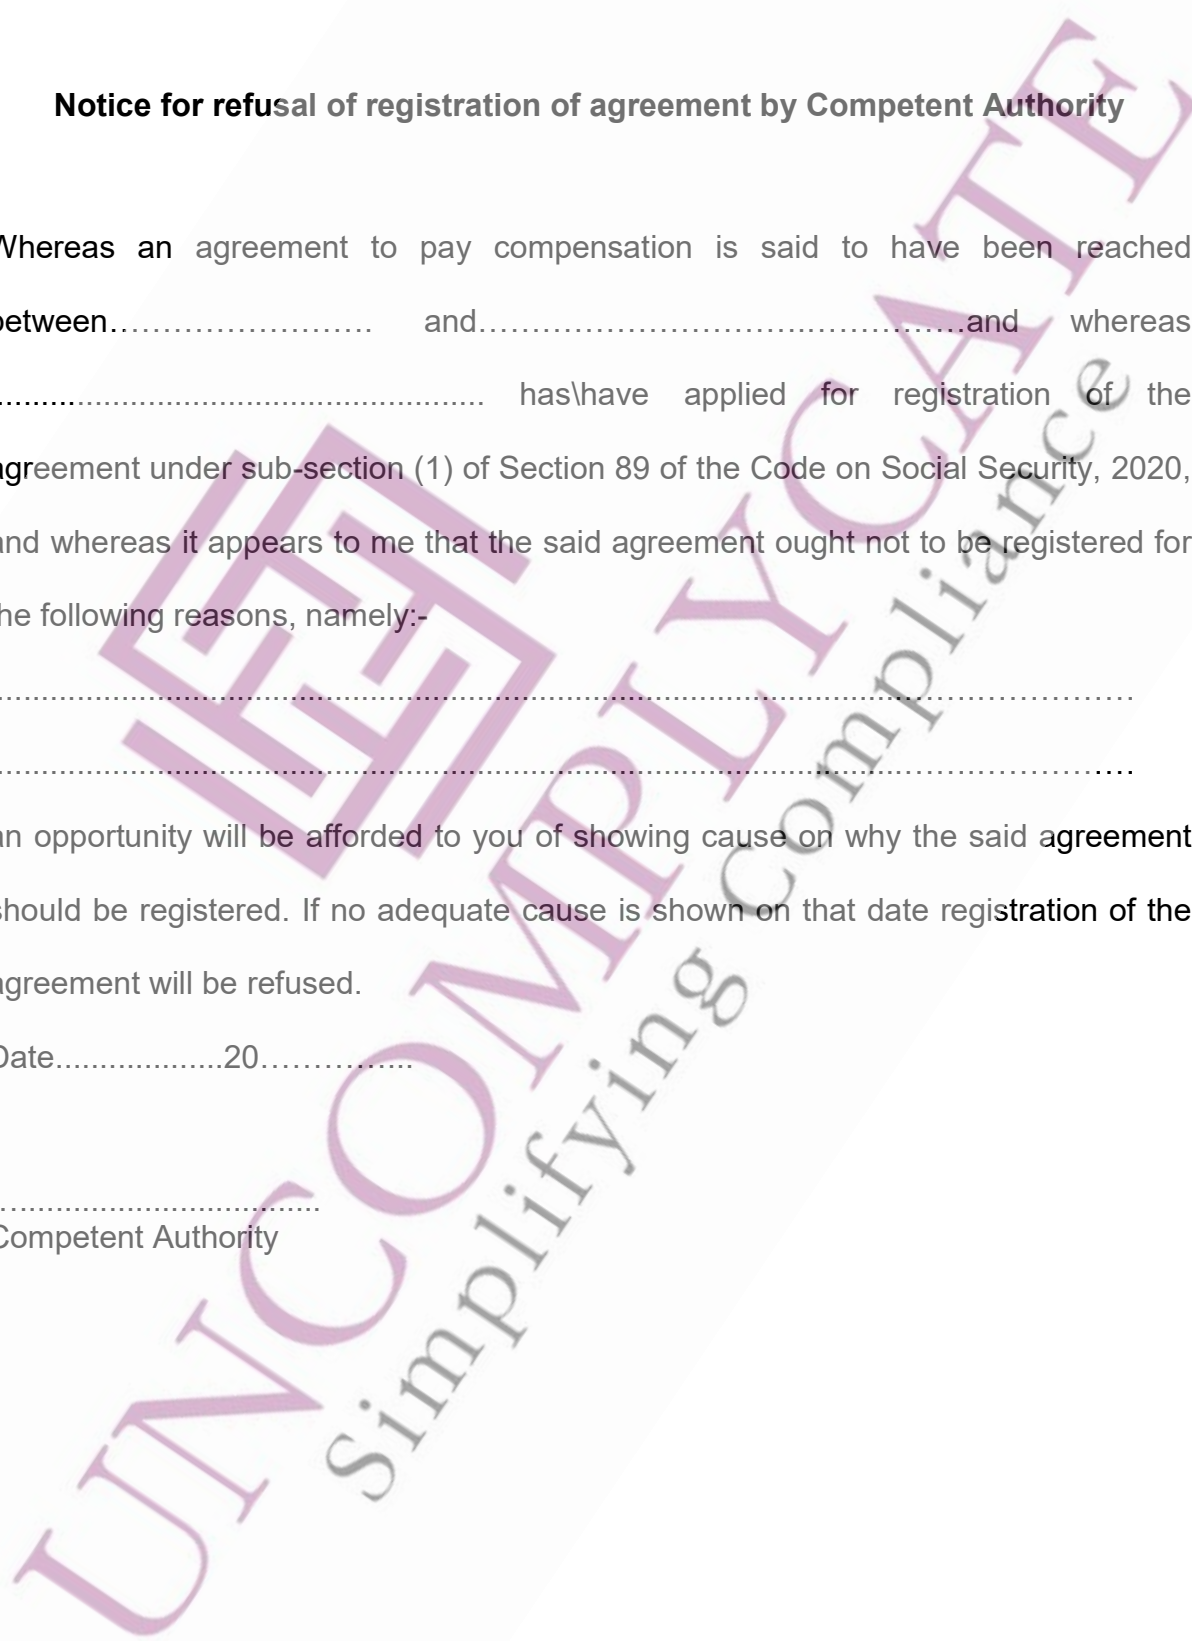 Notice for refusal of registration of agreement by Competent Authority
Whereas an agreement to pay compensation is said to have been reached
between…………………… and……………………………………and whereas
....................................................... has\have applied for registration of the
agreement under sub-section (1) of Section 89 of the Code on Social Security, 2020,
and whereas it appears to me that the said agreement ought not to be registered for
the following reasons, namely:-
..........................................................................................................……………………
..........................................................................................................……………………
an opportunity will be afforded to you of showing cause on why the said agreement
should be registered. If no adequate cause is shown on that date registration of the
agreement will be refused.
Date...................20……………
.......................................
Competent Authority
UNCOMPLYCATE
Simplifying Compliance